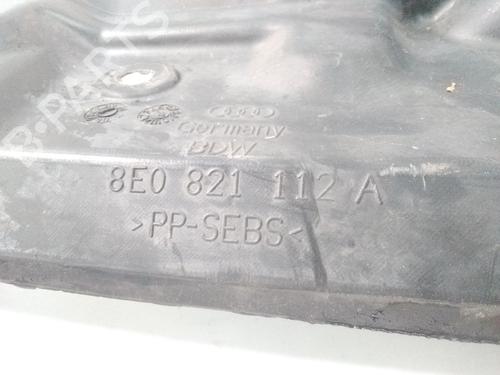 B-PARTS
Germany
BDW
8E0 821 112 A
>PP-SEBS<